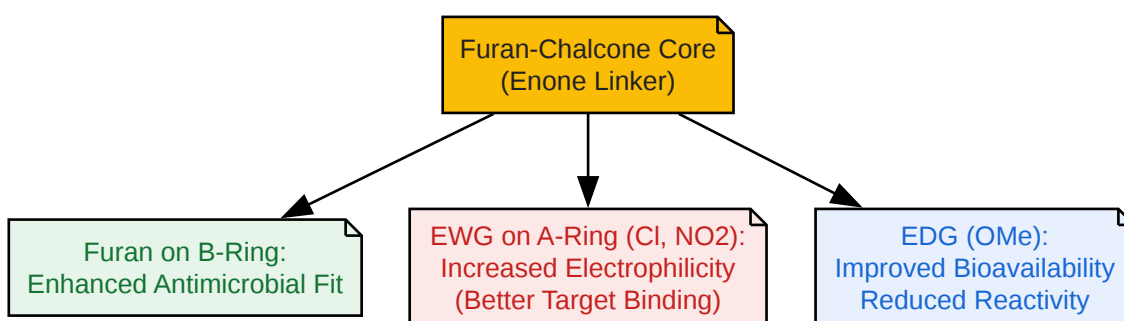 Furan-Chalcone Core
(Enone Linker)
Furan on B-Ring:
Enhanced Antimicrobial Fit
EWG on A-Ring (Cl, NO2):
Increased Electrophilicity
(Better Target Binding)
EDG (OMe):
Improved Bioavailability
Reduced Reactivity